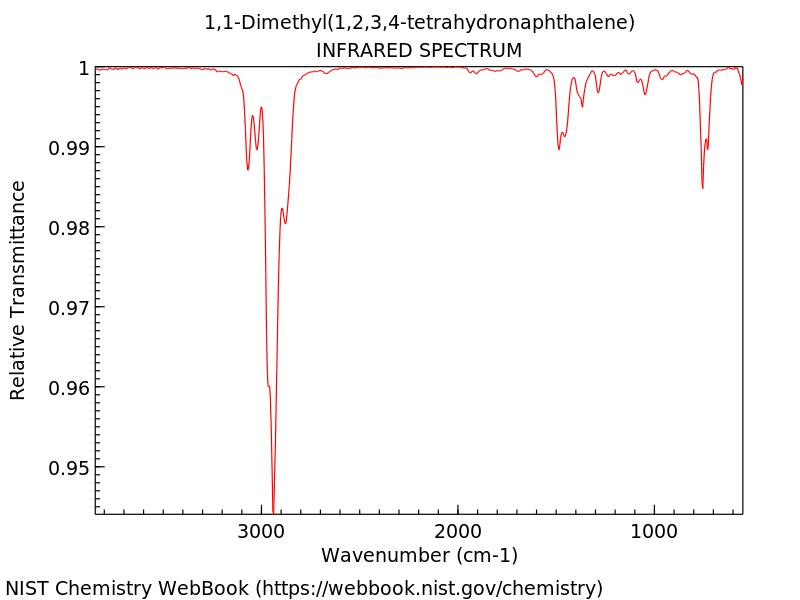 1,1-Dimethyl(1,2,3,4-tetrahydronaphthalene)
INFRARED SPECTRUM
1
0.99
0.98
0.97
0.96
0.95
Relative Transmittance
3000 2000 1000
Wavenumber (cm-1)
NIST Chemistry WebBook (https://webbook.nist.gov/chemistry)